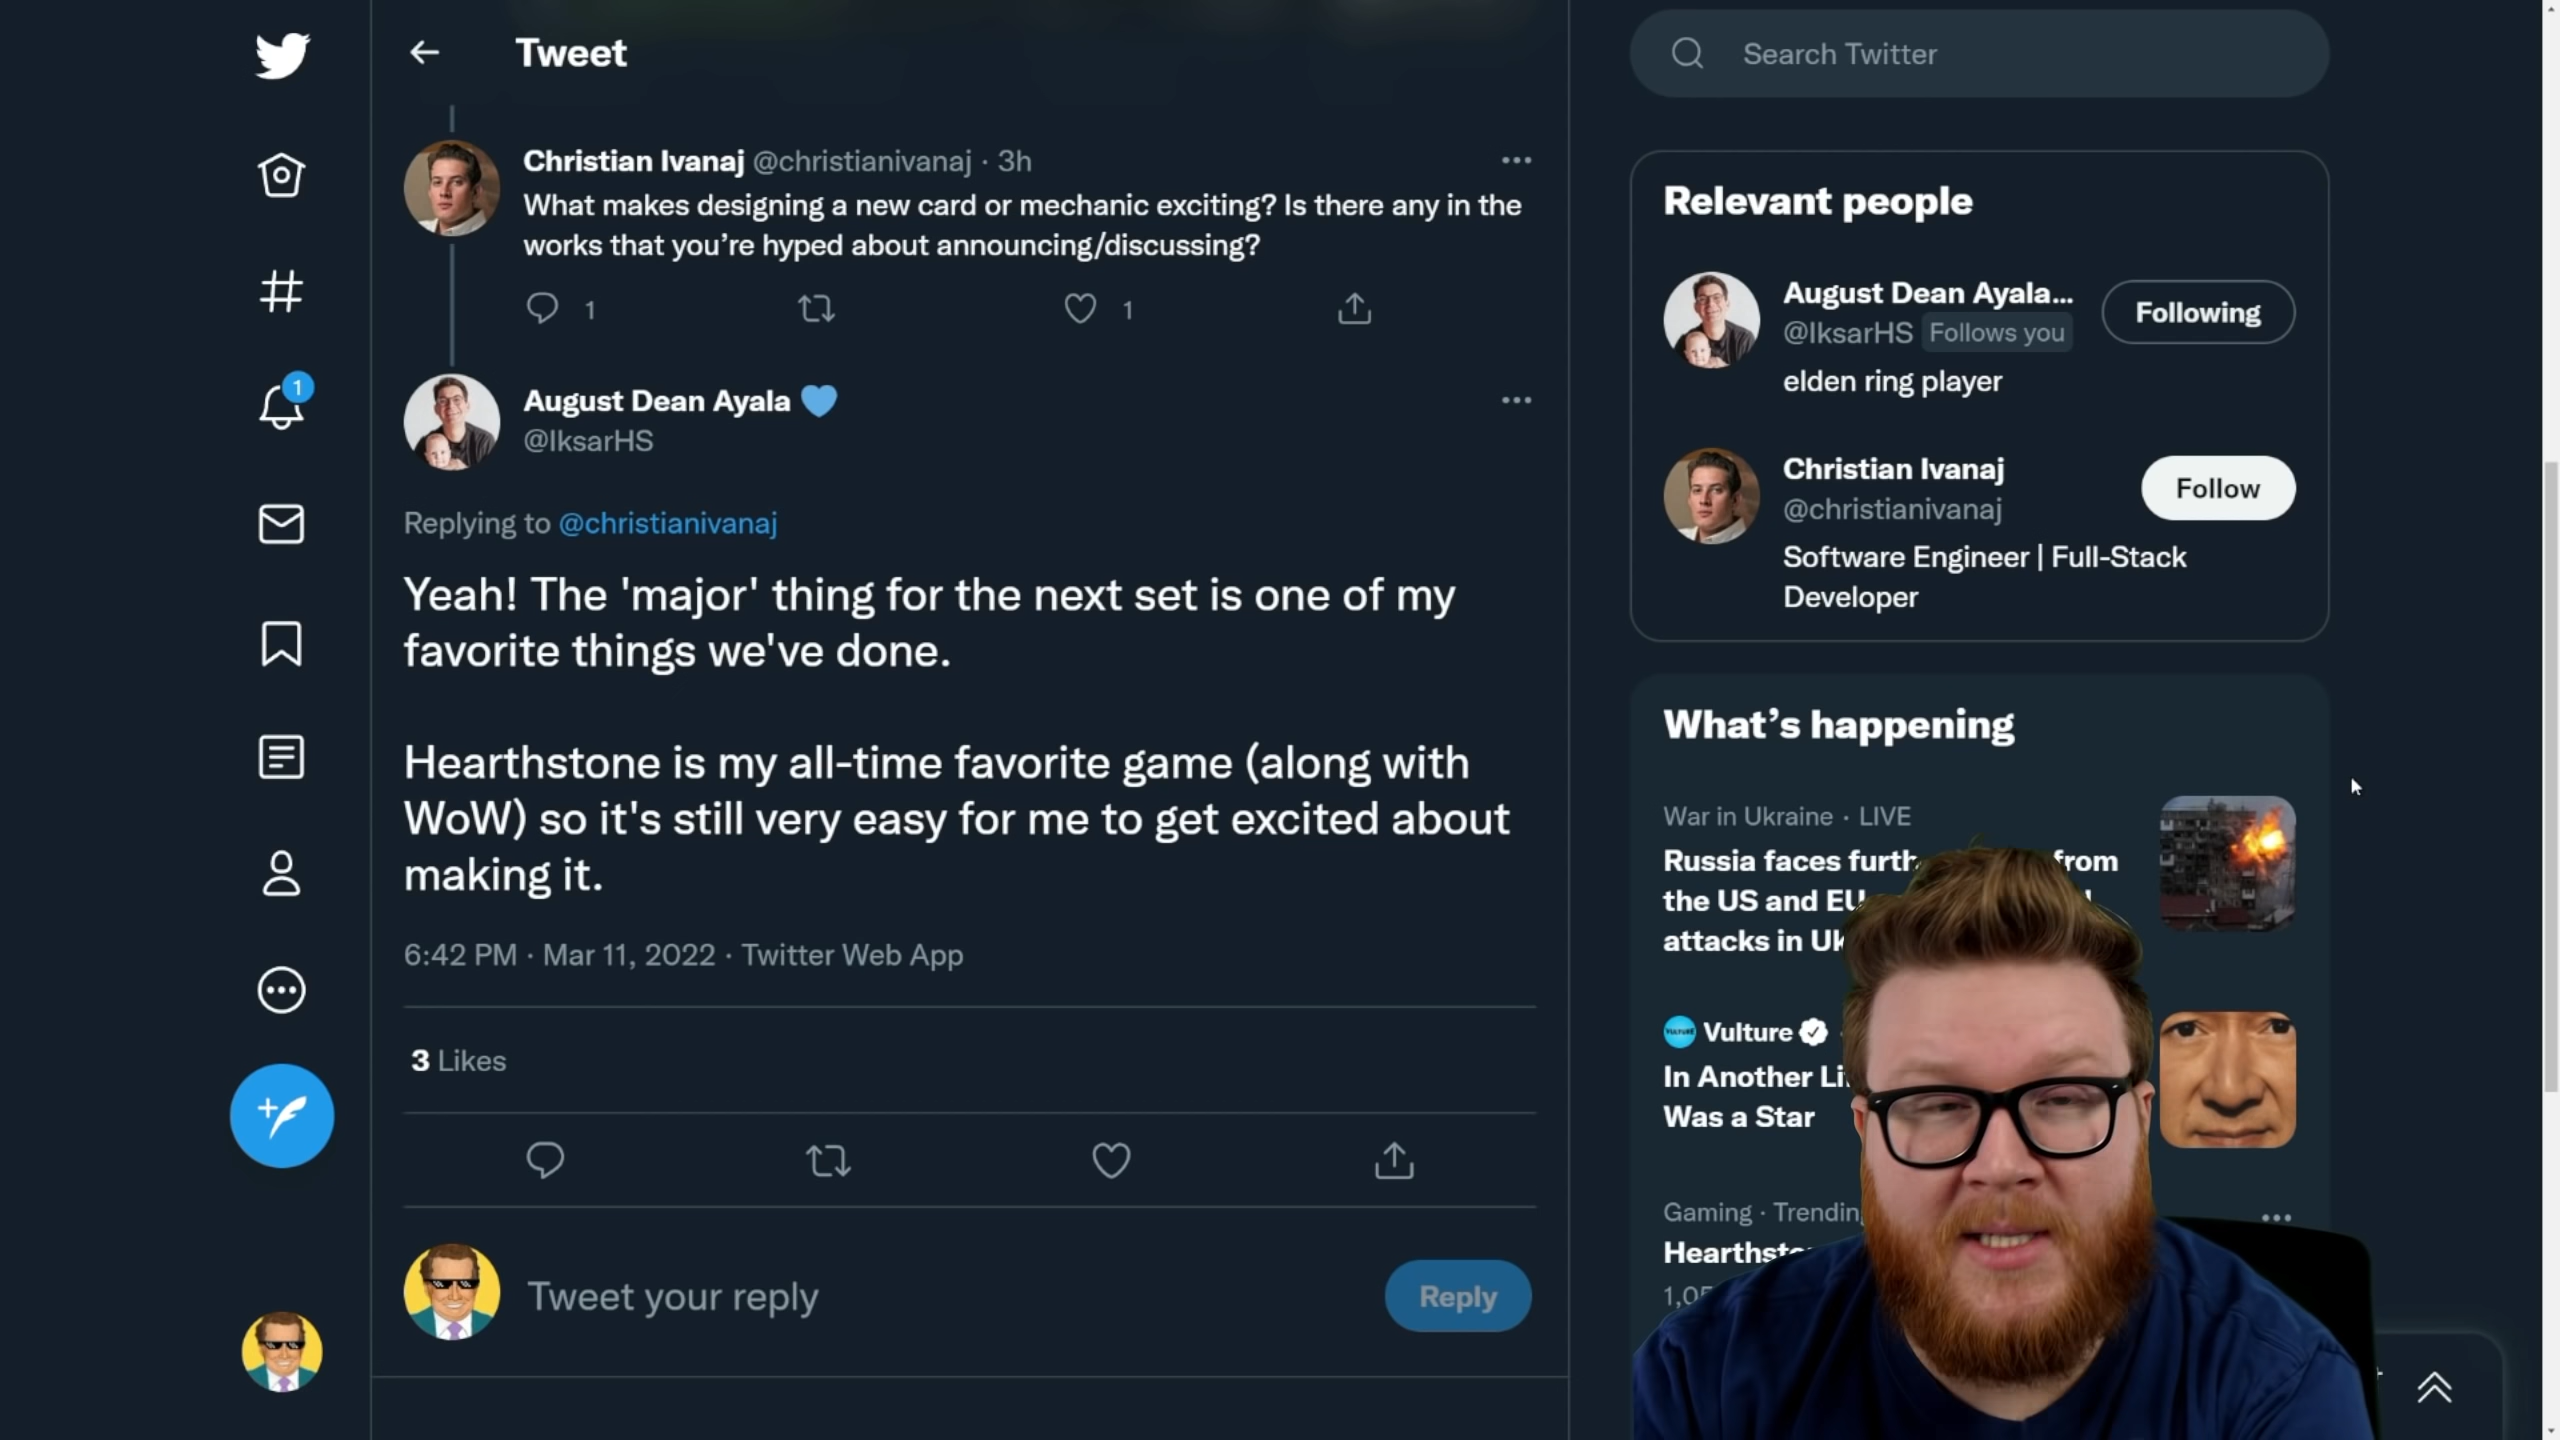 Tweet
Christian Ivanaj @christianivanaj · 3h
What makes designing a new card or mechanic exciting? Is there any in the
works that you’re hyped about announcing/discussing?
1
1
August Dean Ayala 💙
@IksarHS
Replying to @christianivanaj
Yeah! The 'major' thing for the next set is one of my
favorite things we've done.
Hearthstone is my all-time favorite game (along with
WoW) so it's still very easy for me to get excited about
making it.
6:42 PM · Mar 11, 2022 · Twitter Web App
3 Likes
Tweet your reply
Reply
1
Search Twitter
Relevant people
August Dean Ayala...
@IksarHS Follows you
Following
elden ring player
Christian Ivanaj
@christianivanaj
Follow
Software Engineer | Full-Stack
Developer
What’s happening
War in Ukraine · LIVE
Russia faces from
the US and EU
attacks in
VULTURE Vulture
In Another
Was a Star
Gaming · Trending